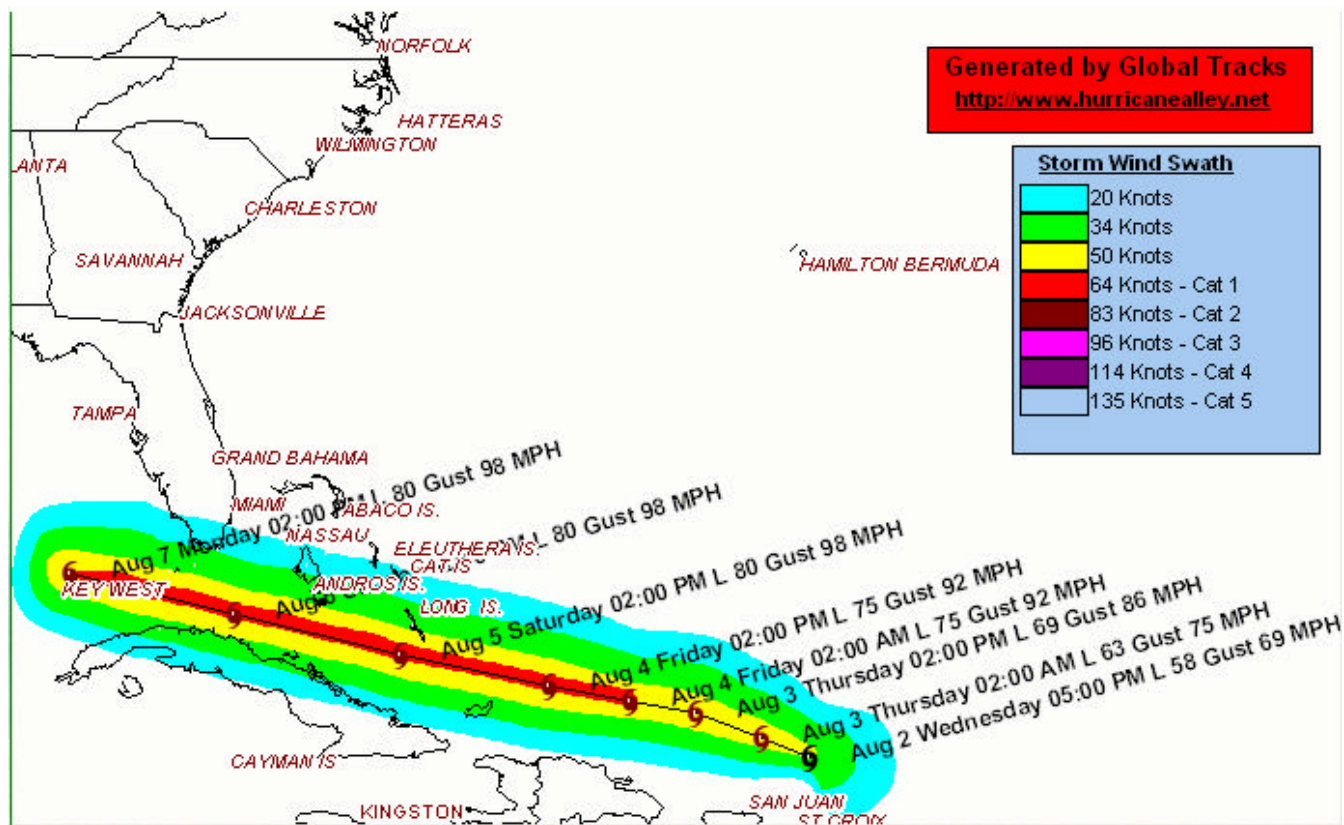 NORFOLK
Generated by Global Tracks
http://www.hurricanealley.net
HATTERAS
WILMINGTON
LANTA
Storm Wind Swath
20 Knots
34 Knots
50 Knots
64 Knots - Cat 1
83 Knots - Cat 2
96 Knots - Cat 3
114 Knots - Cat 4
135 Knots - Cat 5
CHARLESTON
SAVANNAH
HAMILTON BERMUDA
JACKSONVILLE
TAMPA
GRAND BAHAMA
MIAMI
ABACO IS.
NASSAU
ELEUTHERA IS.
CAT IS
ANDROS IS.
LONG IS.
KEY WEST
Aug 7 Monday 02:00 PM L 80 Gust 98 MPH
Aug 6 L 80 Gust 98 MPH
Aug 5 Saturday 02:00 PM L 80 Gust 98 MPH
Aug 4 Friday 02:00 PM L 75 Gust 92 MPH
Aug 4 Friday 02:00 AM L 75 Gust 92 MPH
Aug 3 Thursday 02:00 PM L 69 Gust 86 MPH
Aug 3 Thursday 02:00 AM L 63 Gust 75 MPH
Aug 2 Wednesday 05:00 PM L 58 Gust 69 MPH
CAYMAN IS
KINGSTON
SAN JUAN
ST CROIX